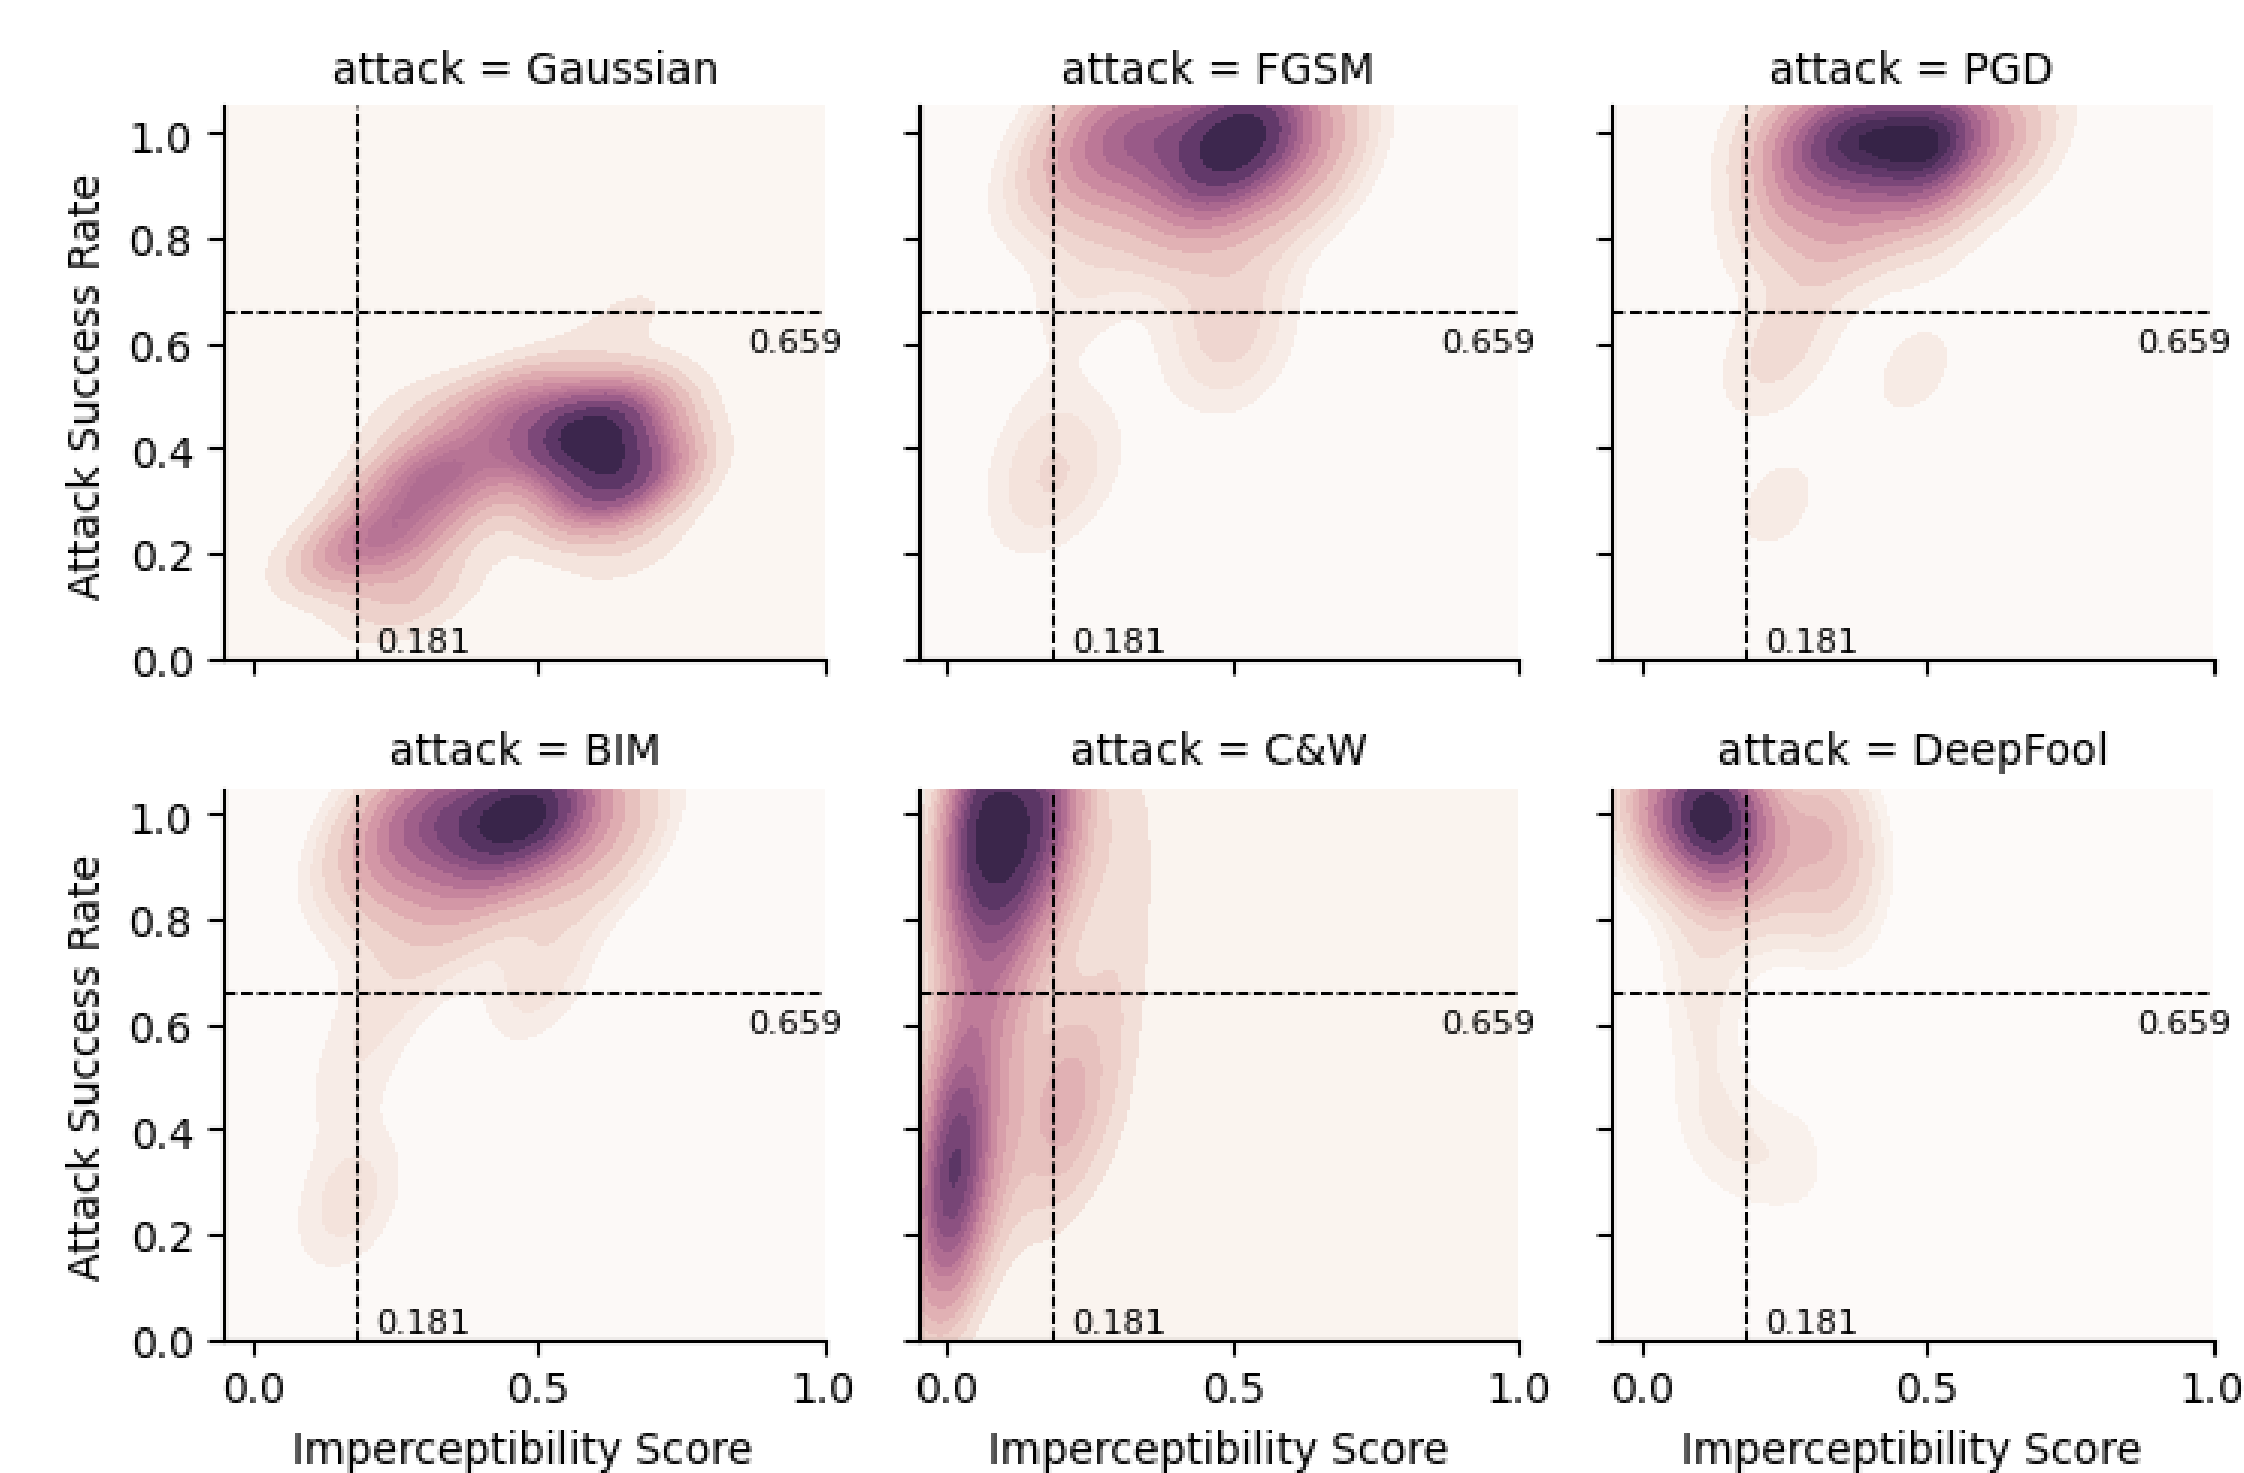 attack = Gaussian
attack = FGSM
attack = PGD
Attack Success Rate
1.0
0.8
0.6
0.4
0.2
0.0
0.659
0.181
0.659
0.181
0.659
0.181
attack = BIM
attack = C&W
attack = DeepFool
Attack Success Rate
1.0
0.8
0.6
0.4
0.2
0.0
0.659
0.181
0.659
0.181
0.659
0.181
0.0 0.5 1.0
0.0 0.5 1.0
0.0 0.5 1.0
Imperceptibility Score
Imperceptibility Score
Imperceptibility Score